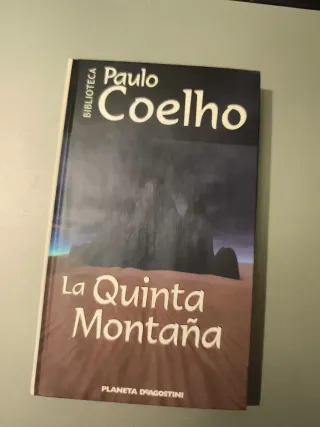 BIBLIOTECA
Paulo
Coelho
La Quinta
Montaña
PLANETA DEAGOSTINI